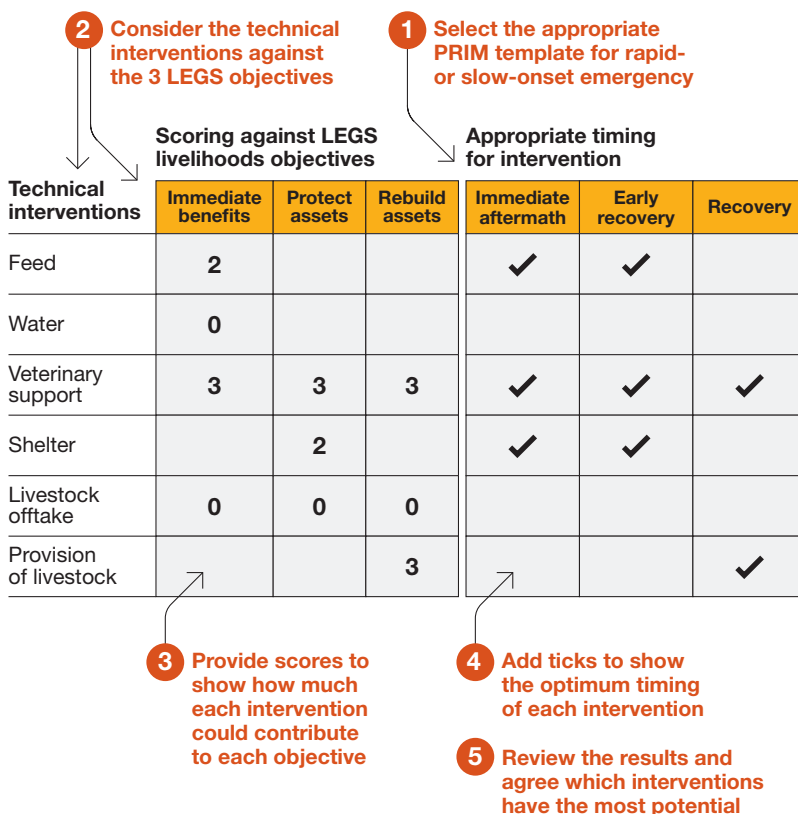 2 Consider the technical
interventions against
the 3 LEGS objectives
1 Select the appropriate
PRIM template for rapid-
or slow-onset emergency
Scoring against LEGS
livelihoods objectives
Appropriate timing
for intervention
Technical
interventions
Immediate
benefits
Protect
assets
Rebuild
assets
Immediate
aftermath
Early
recovery
Recovery
Feed 2 ✔ ✔
Water 0
Veterinary
support 3 3 3 ✔ ✔ ✔
Shelter 2 ✔ ✔
Livestock
offtake 0 0 0
Provision
of livestock 3 ✔
3 Provide scores to
show how much
each intervention
could contribute
to each objective
4 Add ticks to show
the optimum timing
of each intervention
5 Review the results and
agree which interventions
have the most potential